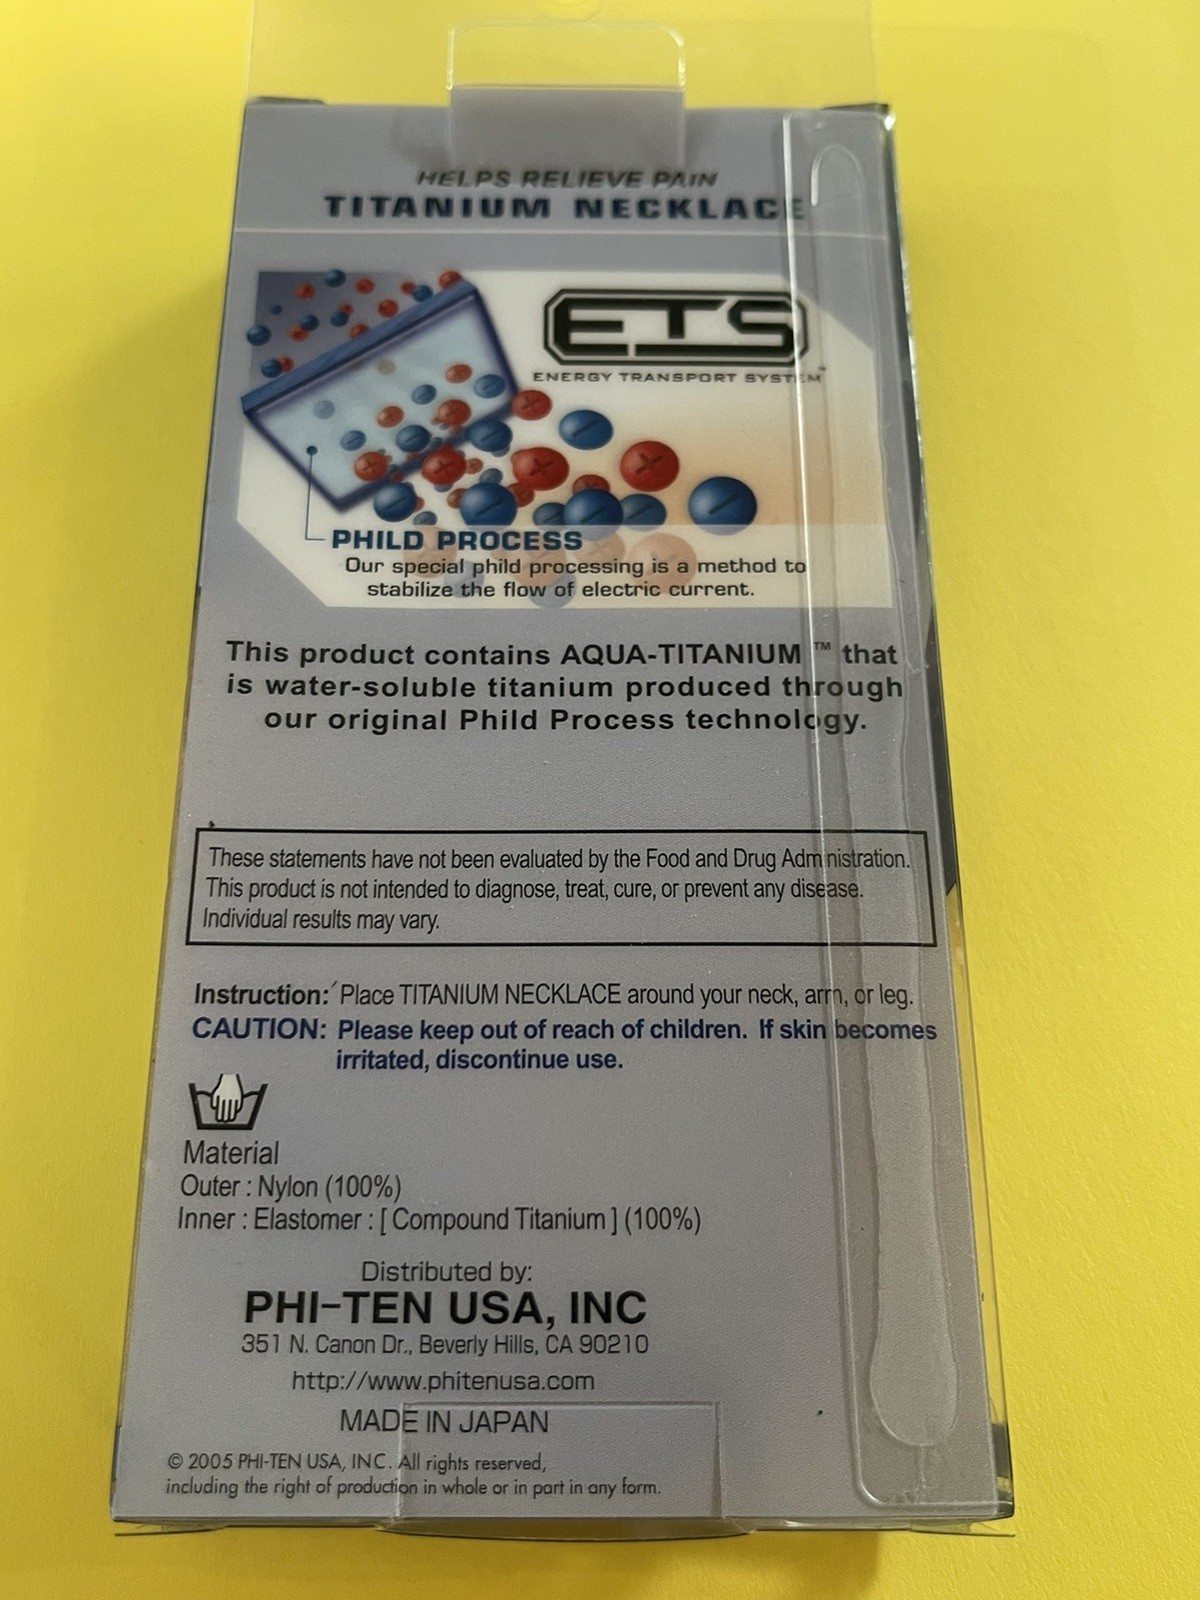 HELPS RELIEVE PAIN
TITANIUM NECKLACE
ETS
ENERGY TRANSPORT SYSTEM™
PHILD PROCESS
Our special phild processing is a method to
stabilize the flow of electric current.
This product contains AQUA-TITANIUM ™ that
is water-soluble titanium produced through
our original Phild Process technology.
These statements have not been evaluated by the Food and Drug Administration.
This product is not intended to diagnose, treat, cure, or prevent any disease.
Individual results may vary.
Instruction: Place TITANIUM NECKLACE around your neck, arm, or leg.
CAUTION: Please keep out of reach of children. If skin becomes
irritated, discontinue use.
Material
Outer : Nylon (100%)
Inner : Elastomer : [ Compound Titanium ] (100%)
Distributed by:
PHI-TEN USA, INC
351 N. Canon Dr., Beverly Hills, CA 90210
http://www.phitenusa.com
MADE IN JAPAN
© 2005 PHI-TEN USA, INC. All rights reserved,
including the right of production in whole or in part in any form.